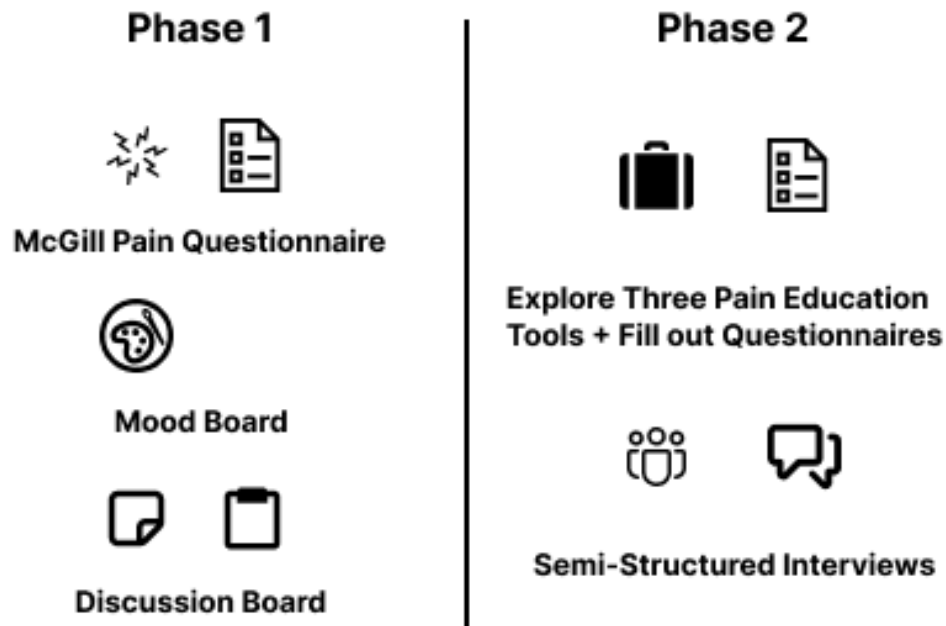 Phase 1
McGill Pain Questionnaire
Mood Board
Discussion Board
Phase 2
Explore Three Pain Education
Tools + Fill out Questionnaires
Semi-Structured Interviews